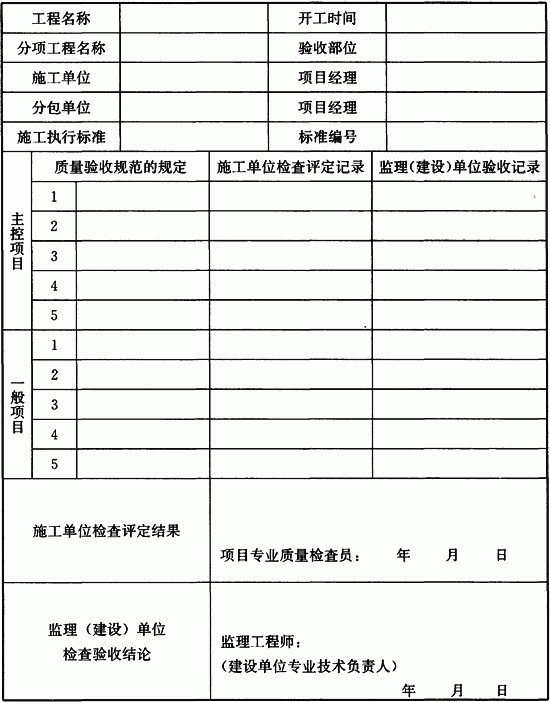 工程名称 开工时间
分项工程名称 验收部位
施工单位 项目经理
分包单位 项目经理
施工执行标准 标准编号
质量验收规范的规定 施工单位检查评定记录 监理(建设)单位验收记录
主控项目
1
2
3
4
5
一般项目
1
2
3
4
5
施工单位检查评定结果
项目专业质量检查员： 年 月 日
监理（建设）单位
检查验收结论
监理工程师：
（建设单位专业技术负责人）
年 月 日